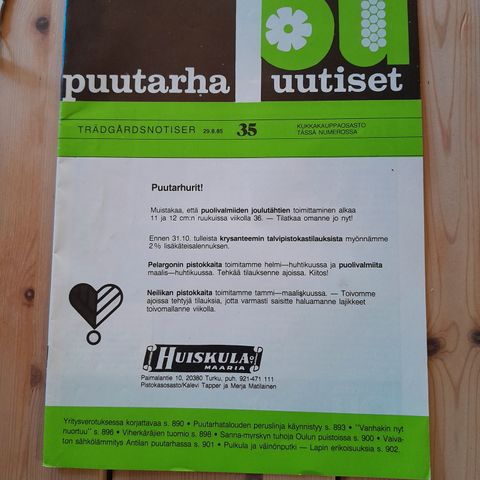 pu
puutarha uutiset
TRÄDGÅRDSNOTISER 29.8.85 35 KUKKAKAUPPAOSASTO
TÄSSÄ NUMEROSSA
Puutarhurit!
Muistakaa, että puolivalmiiden joulutähtien toimittaminen alkaa
11 ja 12 cm:n ruukuissa viikolla 36. — Tilatkaa omanne jo nyt!
Ennen 31.10. tulleista krysanteemin talvipistokastilauksista myönnämme
2% lisäkäteisalennuksen.
Pelargonin pistokkaita toimitamme helmi—huhtikuussa ja puolivalmiita
maalis—huhtikuussa. Tehkää tilauksenne ajoissa. Kiitos!
Neilikan pistokkaita toimitamme tammi—maaliskuussa. — Toivomme
ajoissa tehtyjä tilauksia, jotta varmasti saisitte haluamanne lajikkeet
toivomallanne viikolla.
HUISKULA Oy
MAARIA
Paimalantie 10, 20380 Turku, puh. 921-471 111
Pistokasosasto/Kalevi Tapper ja Merja Matilainen
Yritysverotuksessa korjattavaa s. 890 • Puutarhatalouden peruslinja käynnistyy s. 893 • "Vanhakin nyt
nuortuu" s. 896 • Viherkäräjien tuomio s. 898 • Sanna-myrskyn tuhoja Oulun puistoissa s. 900 • Vaiva-
ton sähkölämmitys Antilan puutarhassa s. 901 • Pulkula ja väinönputki — Lapin erikoisuuksia s. 902.